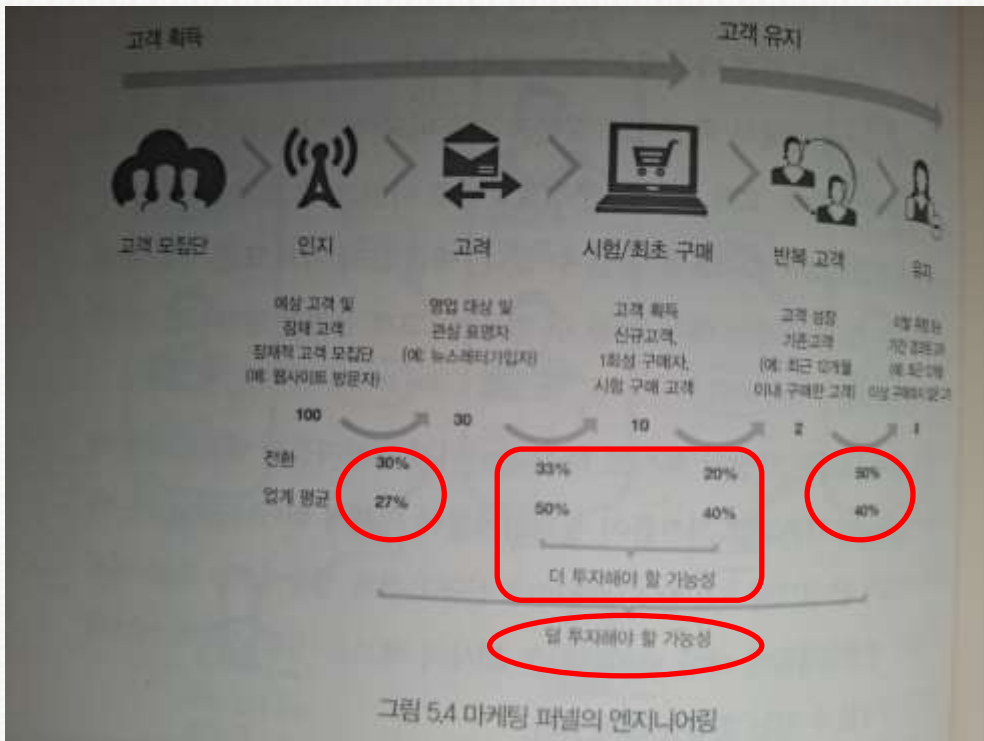 고객 획득
고객 유지
고객 모집단
인지
고려
시험/최초 구매
반복 고객
유지
예상 고객 및
잠재 고객
잠재적 고객 모집단
(예: 웹사이트 방문자)
영업 대상 및
관심 표명자
(예: 뉴스레터가입자)
고객 획득
신규고객,
1회성 구매자,
시험 구매 고객
고객 성장
기존고객
(예: 최근 12개월
이내 구매한 고객)
100
30
10
2
1
전환
30%
33%
20%
50%
업계 평균
27%
50%
40%
40%
더 투자해야 할 가능성
덜 투자해야 할 가능성
그림 5.4 마케팅 퍼널의 엔지니어링